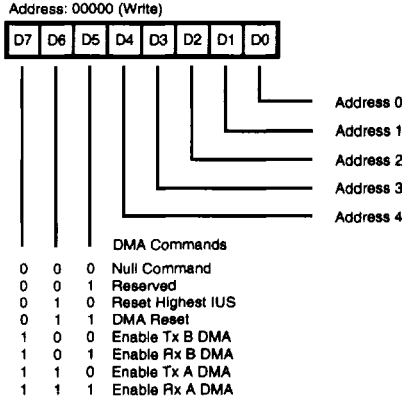 Address: 00000 (Write)
D7 D6 D5 D4 D3 D2 D1 D0
Address 0
Address 1
Address 2
Address 3
Address 4
DMA Commands
0 0 0 Null Command
0 0 1 Reserved
0 1 0 Reset Highest IUS
0 1 1 DMA Reset
1 0 0 Enable Tx B DMA
1 0 1 Enable Rx B DMA
1 1 0 Enable Tx A DMA
1 1 1 Enable Rx A DMA